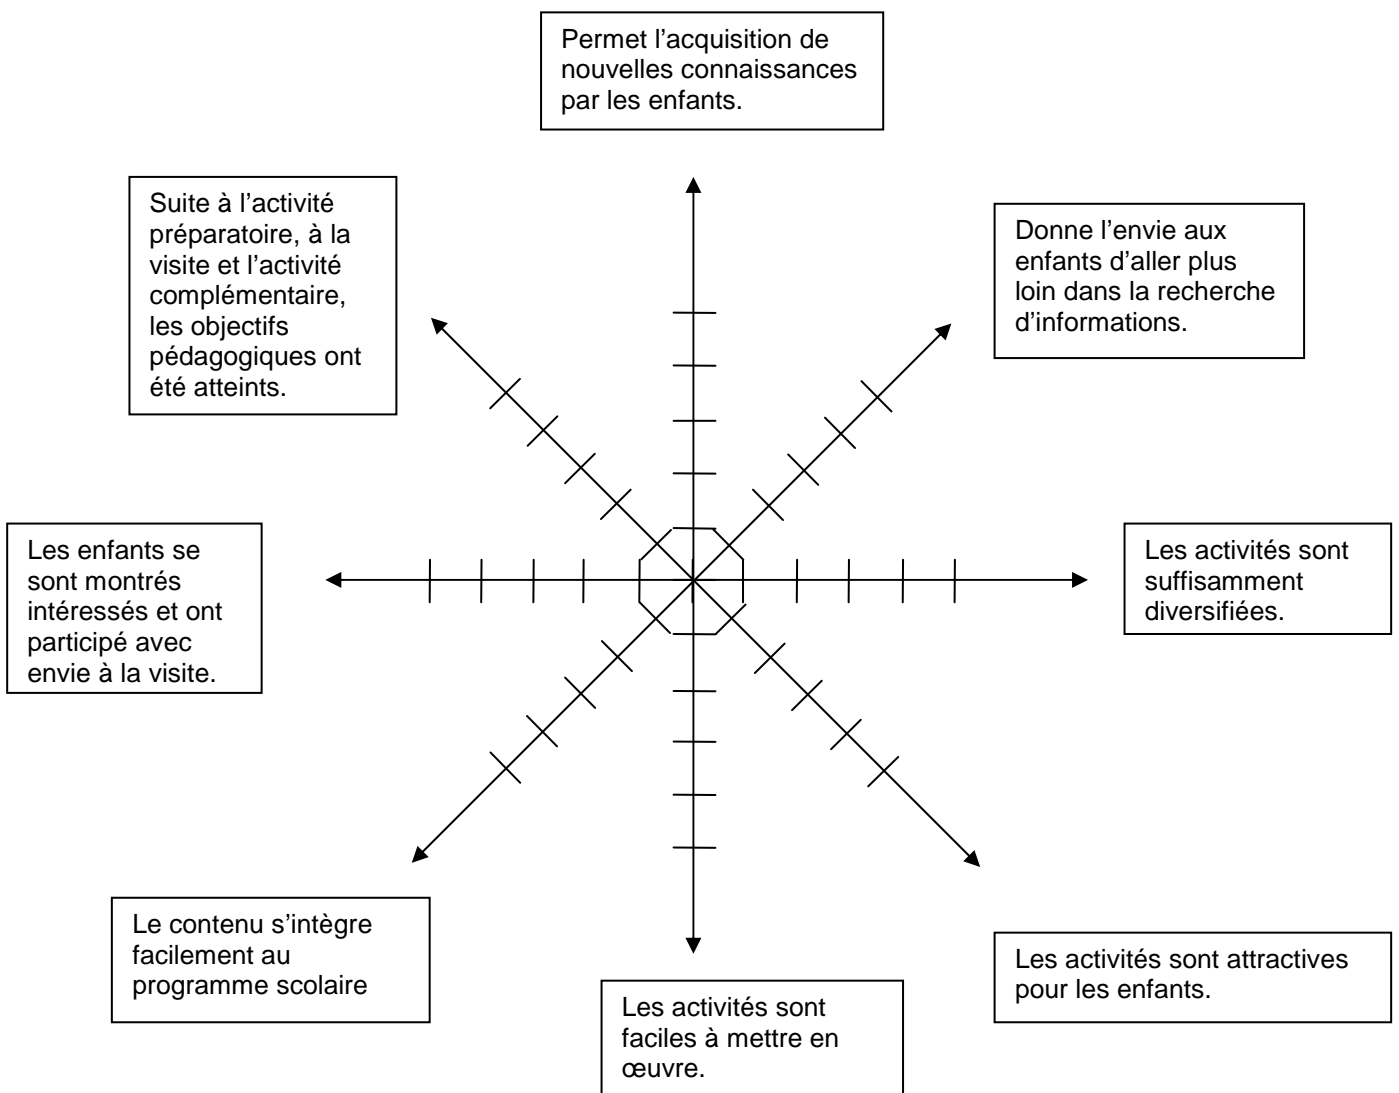 Permet l’acquisition de
nouvelles connaissances
par les enfants.
Suite à l’activité
préparatoire, à la
visite et l’activité
complémentaire,
les objectifs
pédagogiques ont
été atteints.
Donne l’envie aux
enfants d’aller plus
loin dans la recherche
d’informations.
Les enfants se
sont montrés
intéressés et ont
participé avec
envie à la visite.
Les activités sont
suffisamment
diversifiées.
Le contenu s’intègre
facilement au
programme scolaire
Les activités sont
faciles à mettre en
œuvre.
Les activités sont attractives
pour les enfants.